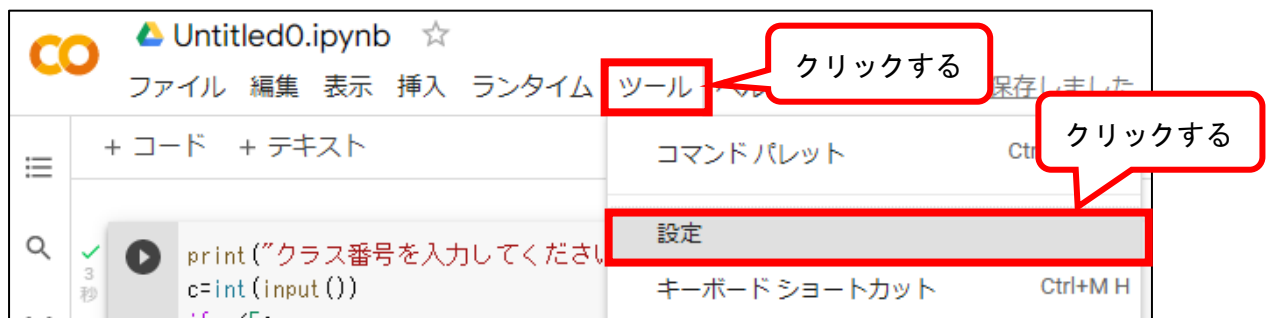 Untitled0.ipynb
ファイル 編集 表示 挿入 ランタイム ツール
クリックする
保存しました
+ コード + テキスト
コマンド パレット
クリックする
設定
print("クラス番号を入力してください
3
秒
c=int(input())
キーボード ショートカット Ctrl+M H